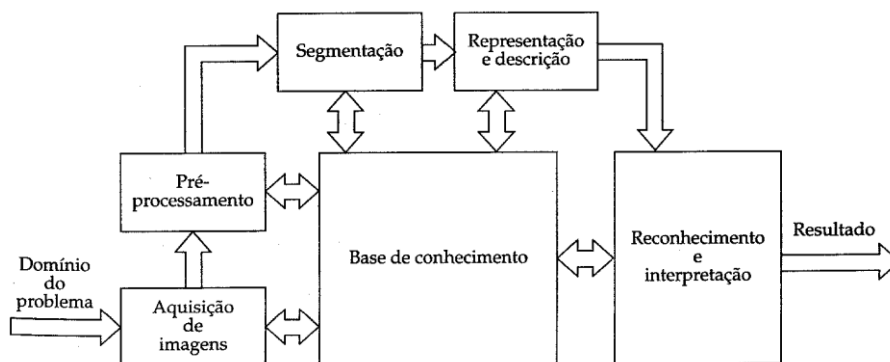 Segmentação
Representação
e descrição
Pré-
processamento
Base de conhecimento
Reconhecimento
e
interpretação
Resultado
Domínio
do
problema
Aquisição
de
imagens